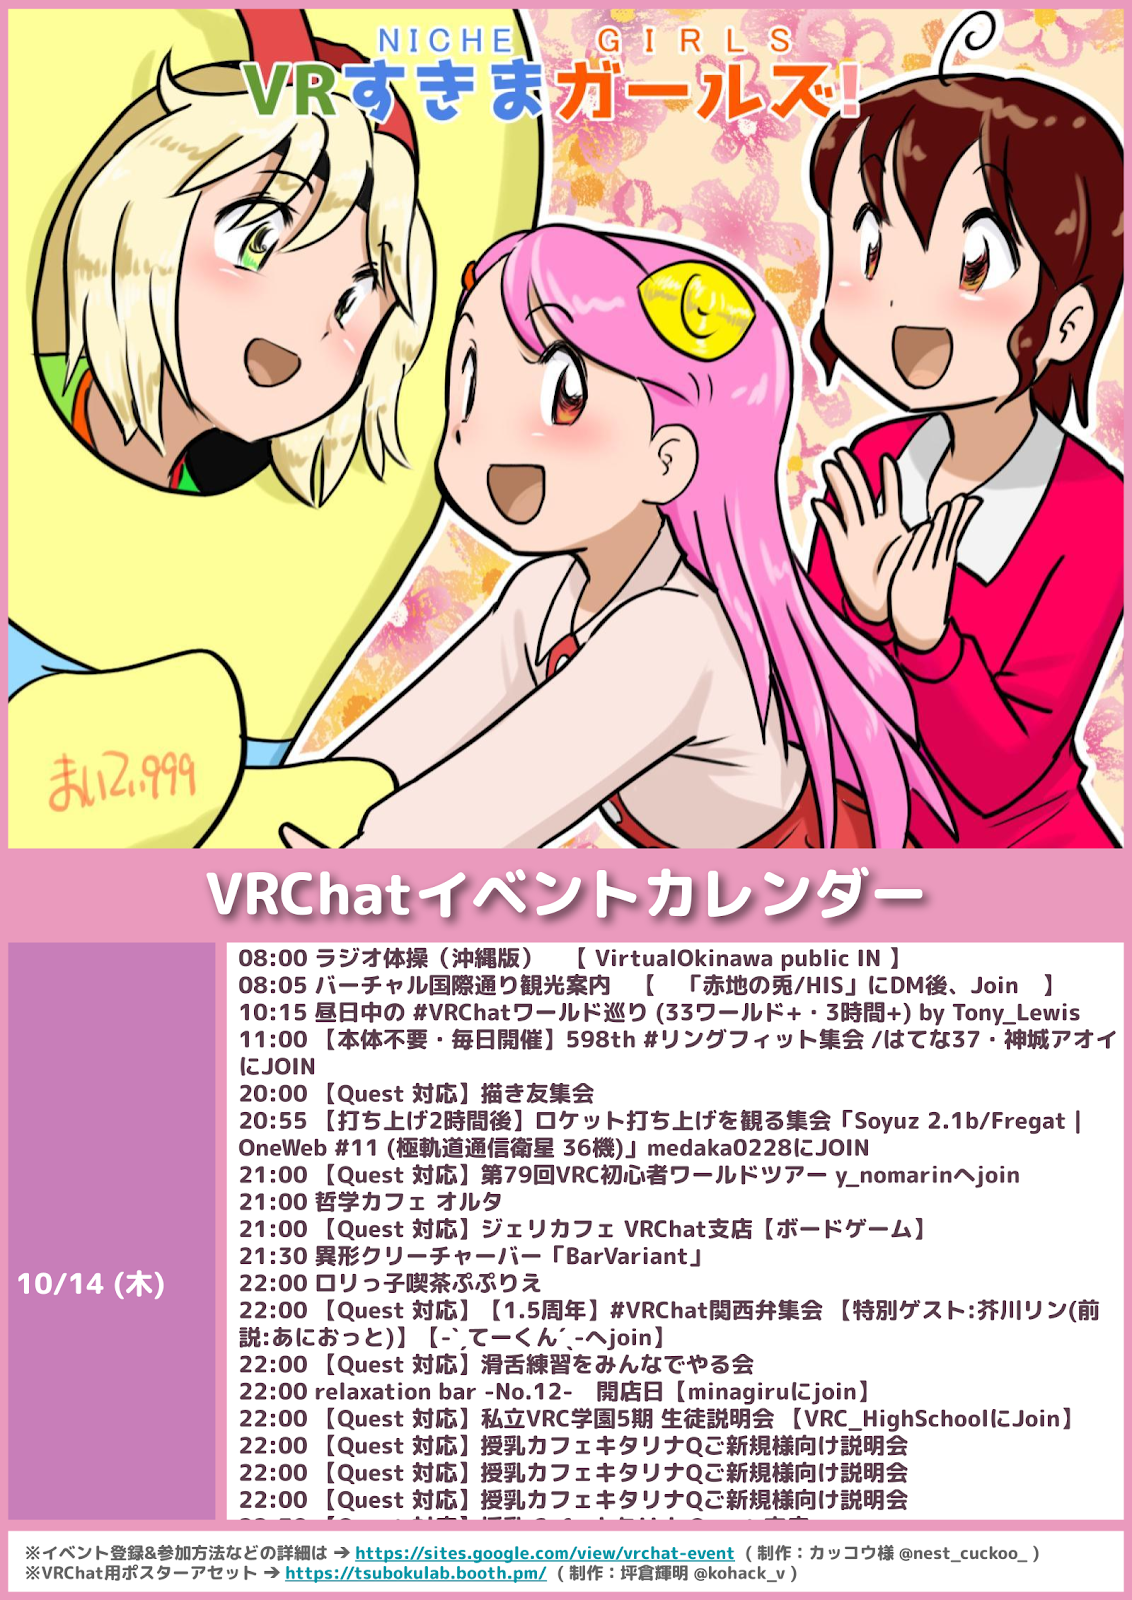 NICHE GIRLS
VRすきまガールズ!
VRChatイベントカレンダー
10/14 (木)
08:00 ラジオ体操（沖縄版）　【 VirtualOkinawa public IN 】
08:05 バーチャル国際通り観光案内　【　「赤地の兎/HIS」にDM後、Join　】
10:15 昼日中の #VRChatワールド巡り (33ワールド+・3時間+) by Tony_Lewis
11:00 【本体不要・毎日開催】598th #リングフィット集会 /はてな37・神城アオイ
にJOIN
20:00 【Quest 対応】描き友集会
20:55 【打ち上げ2時間後】ロケット打ち上げを観る集会「Soyuz 2.1b/Fregat |
OneWeb #11 (極軌道通信衛星 36機)」medaka0228にJOIN
21:00 【Quest 対応】第79回VRC初心者ワールドツアー y_nomarinへjoin
21:00 哲学カフェ オルタ
21:00 【Quest 対応】ジェリカフェ VRChat支店【ボードゲーム】
21:30 異形クリーチャーバー「BarVariant」
22:00 ロリっ子喫茶ぷぷりえ
22:00 【Quest 対応】【1.5周年】#VRChat関西弁集会 【特別ゲスト:芥川リン(前
説:あにおっと)】【-ˋˏてーくんˊˎ-へjoin】
22:00 【Quest 対応】滑舌練習をみんなでやる会
22:00 relaxation bar -No.12-　開店日【minagiruにjoin】
22:00 【Quest 対応】私立VRC学園5期 生徒説明会 【VRC_HighSchoolにJoin】
22:00 【Quest 対応】授乳カフェキタリナQご新規様向け説明会
22:00 【Quest 対応】授乳カフェキタリナQご新規様向け説明会
22:00 【Quest 対応】授乳カフェキタリナQご新規様向け説明会
※イベント登録&参加方法などの詳細は ➔ https://sites.google.com/view/vrchat-event （制作：カッコウ様 @nest_cuckoo_）
※VRChat用ポスターアセット ➔ https://tsubokulab.booth.pm/ （制作：坪倉輝明 @kohack_v）